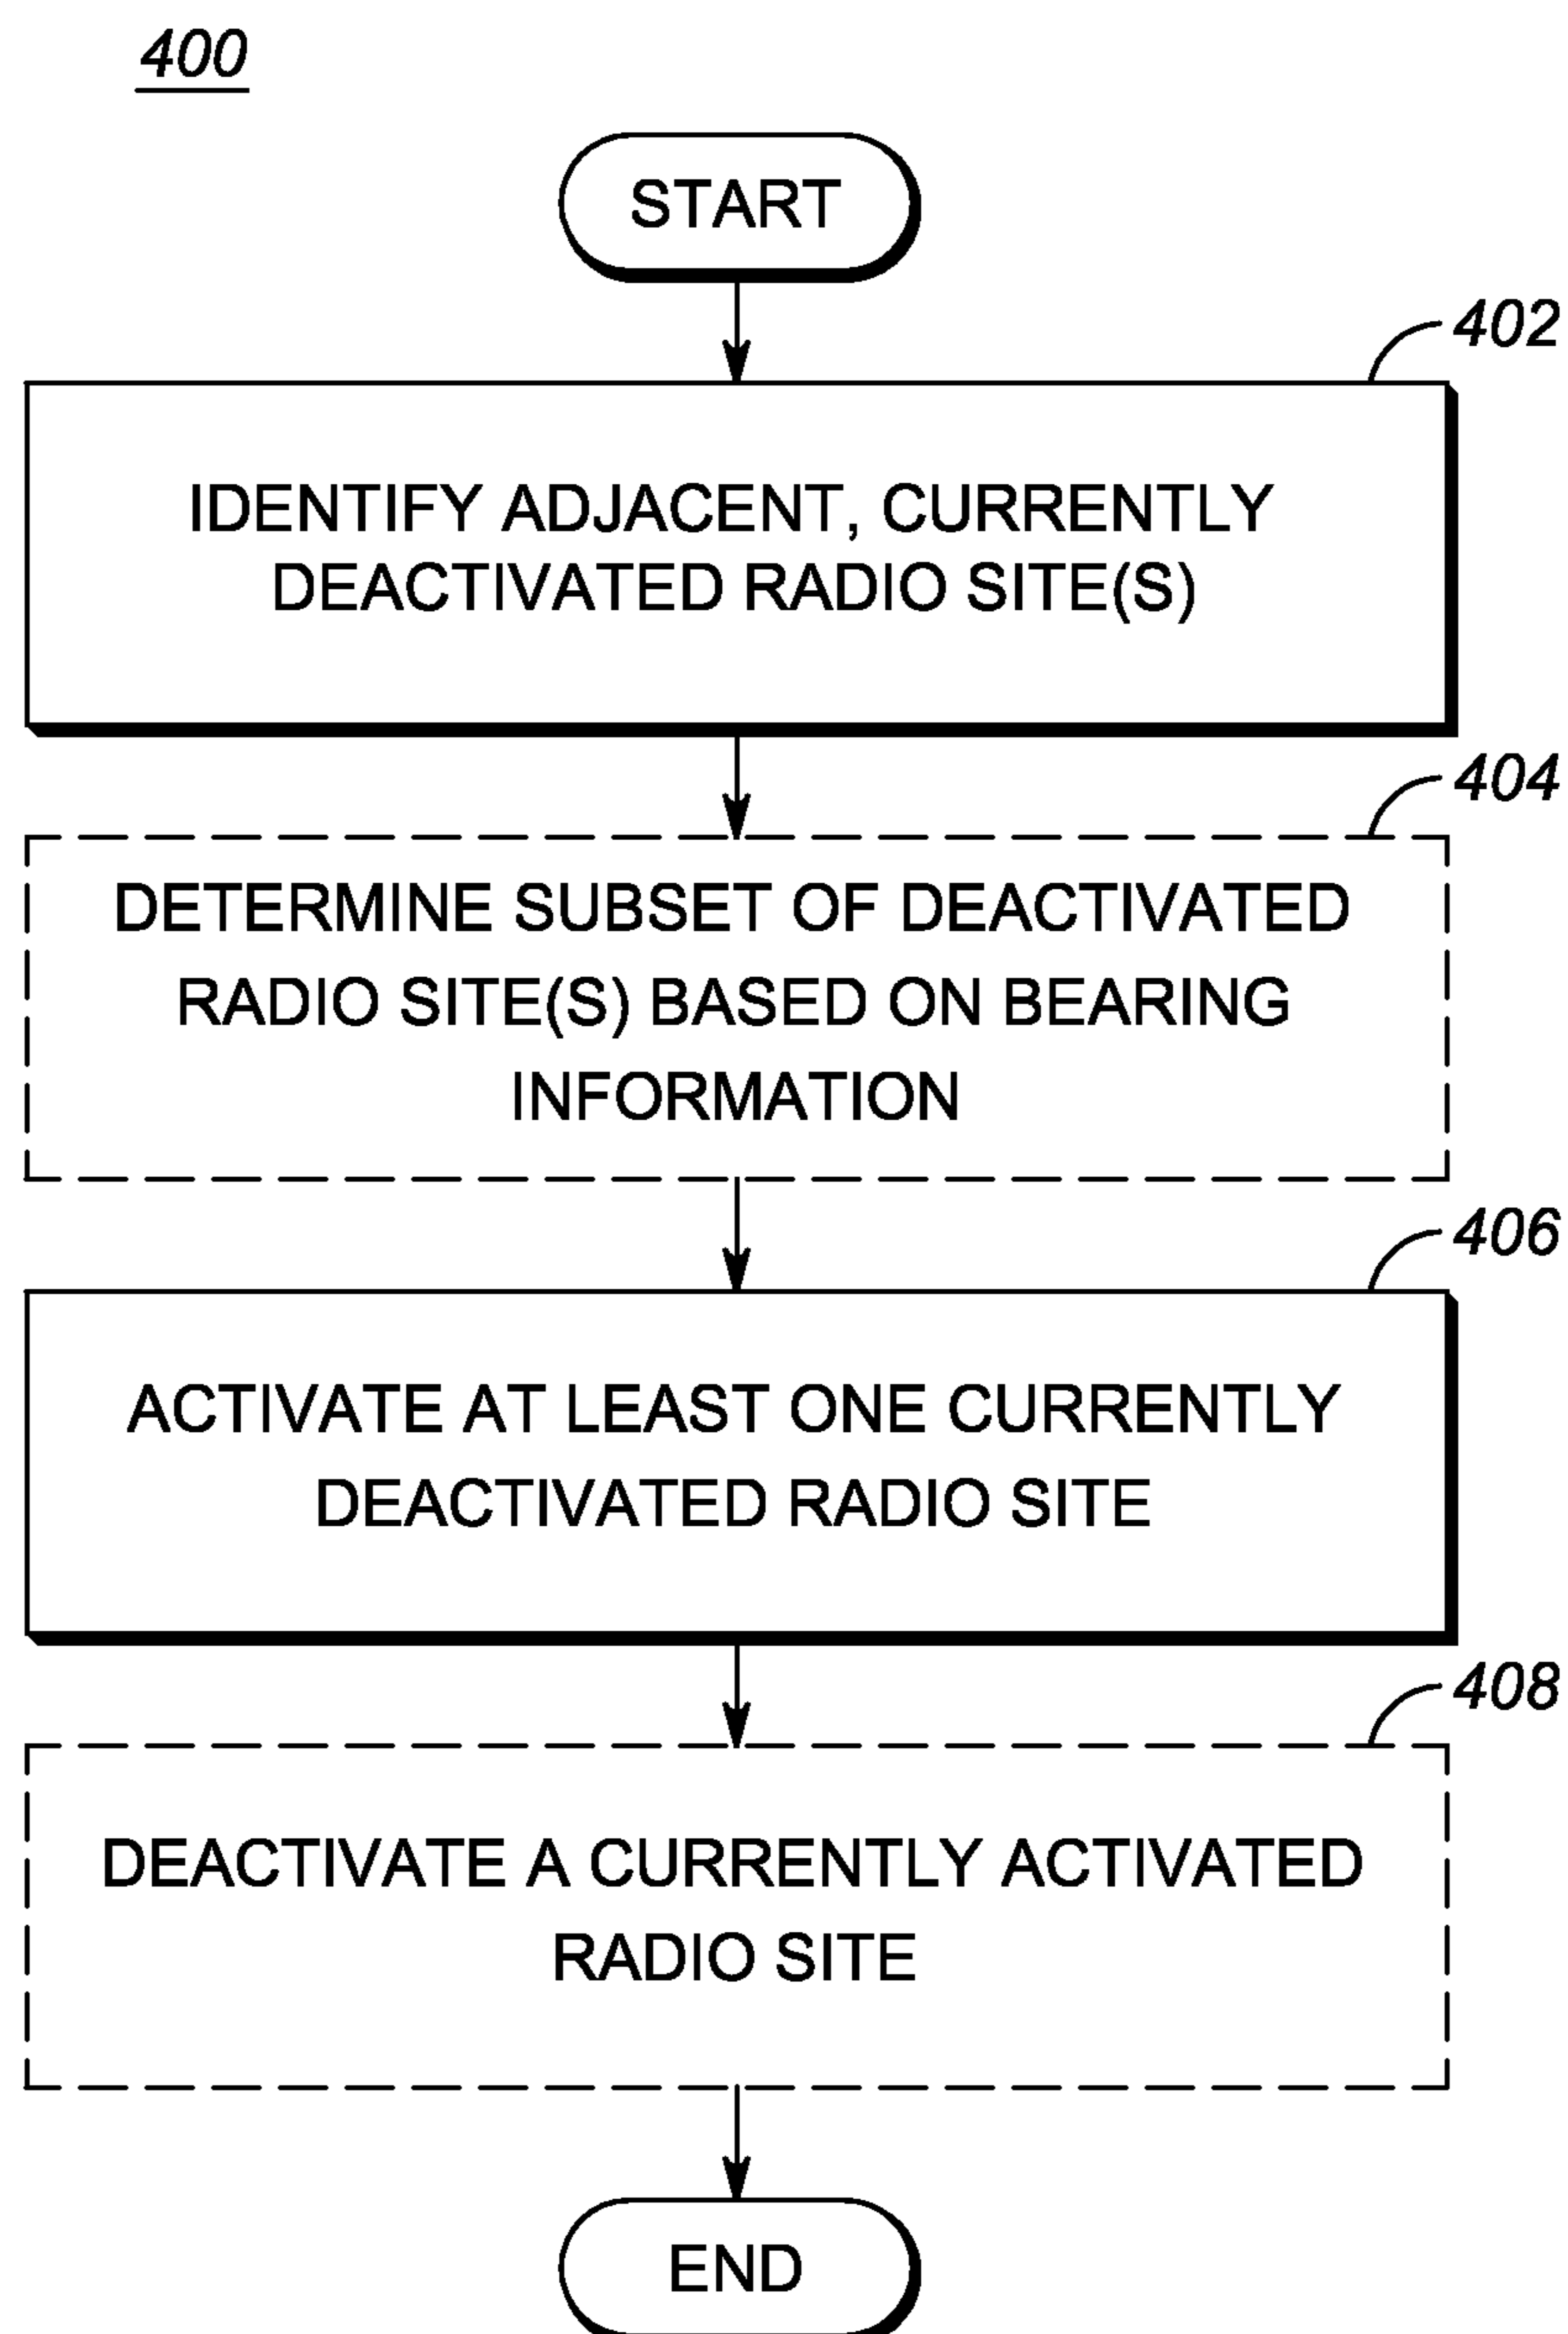 400
START
402
IDENTIFY ADJACENT, CURRENTLY
DEACTIVATED RADIO SITE(S)
404
DETERMINE SUBSET OF DEACTIVATED
RADIO SITE(S) BASED ON BEARING
INFORMATION
406
ACTIVATE AT LEAST ONE CURRENTLY
DEACTIVATED RADIO SITE
408
DEACTIVATE A CURRENTLY ACTIVATED
RADIO SITE
END